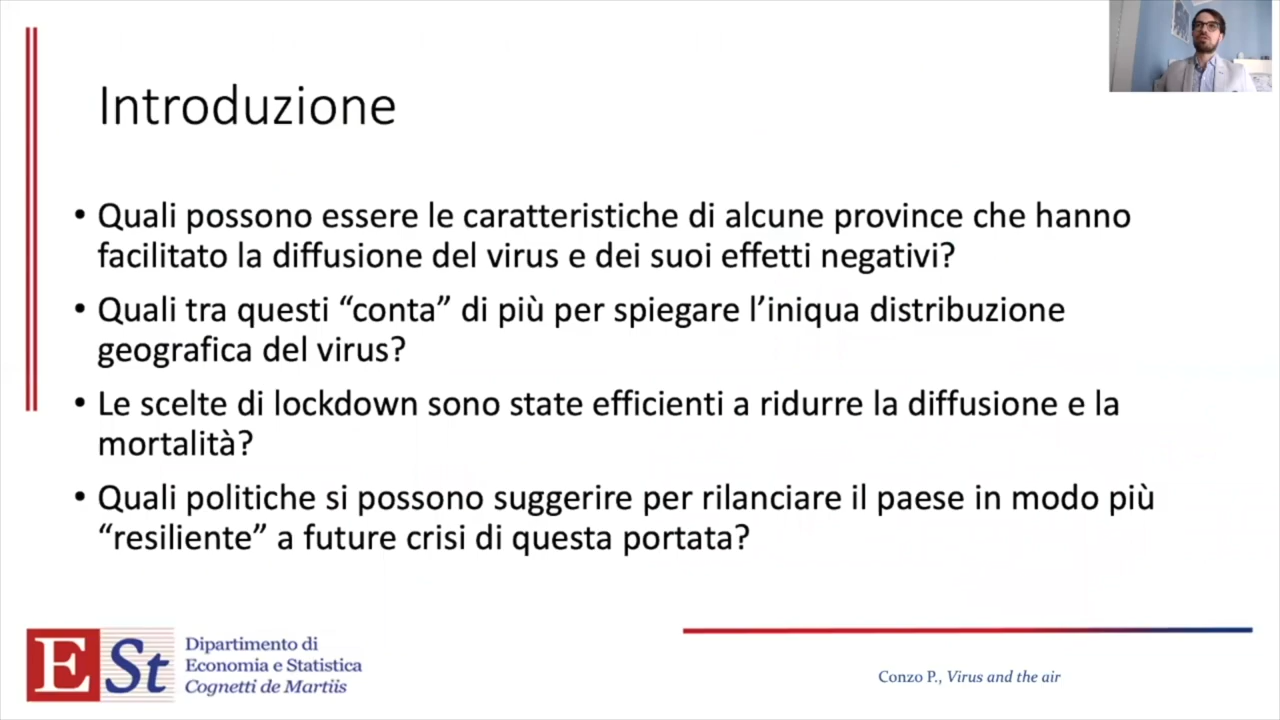 Introduzione
• Quali possono essere le caratteristiche di alcune province che hanno
facilitato la diffusione del virus e dei suoi effetti negativi?
• Quali tra questi “conta” di più per spiegare l’iniqua distribuzione
geografica del virus?
• Le scelte di lockdown sono state efficienti a ridurre la diffusione e la
mortalità?
• Quali politiche si possono suggerire per rilanciare il paese in modo più
“resiliente” a future crisi di questa portata?
ESt
Dipartimento di
Economia e Statistica
Cognetti de Martiis
Conzo P., Virus and the air